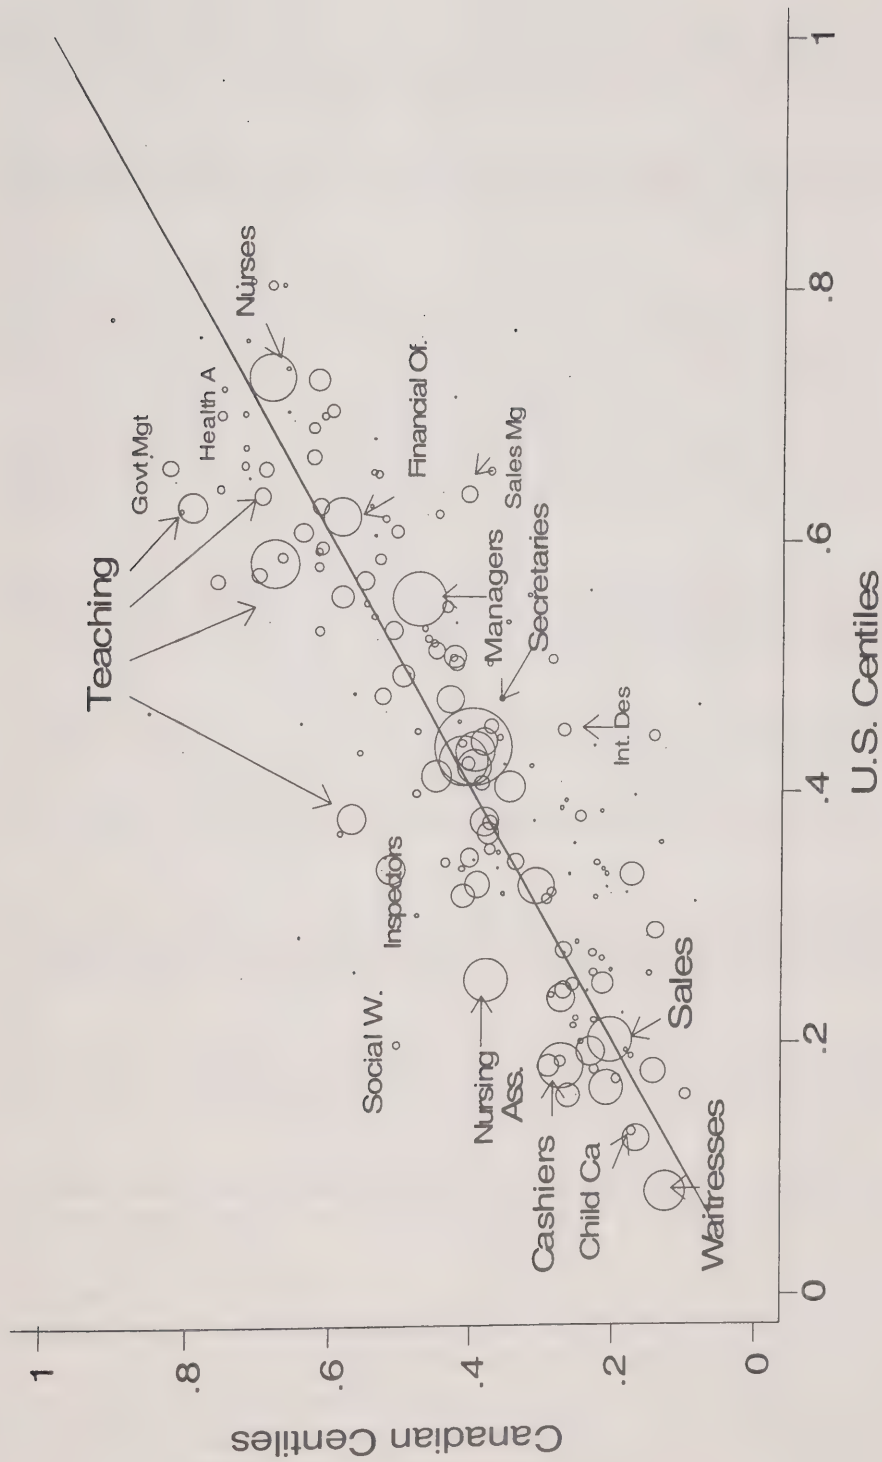 Teaching
Govt Mgt
Health A
Nurses
Financial Of.
Sales Mg
Managers
Secretaries
Int. Des
Inspectors
Social W.
Nursing
Ass.
Cashiers
Child Ca
Sales
Waitresses
Canadian Centiles
1
.8
.6
.4
.2
0
0
.2
.4
.6
.8
1
U.S. Centiles